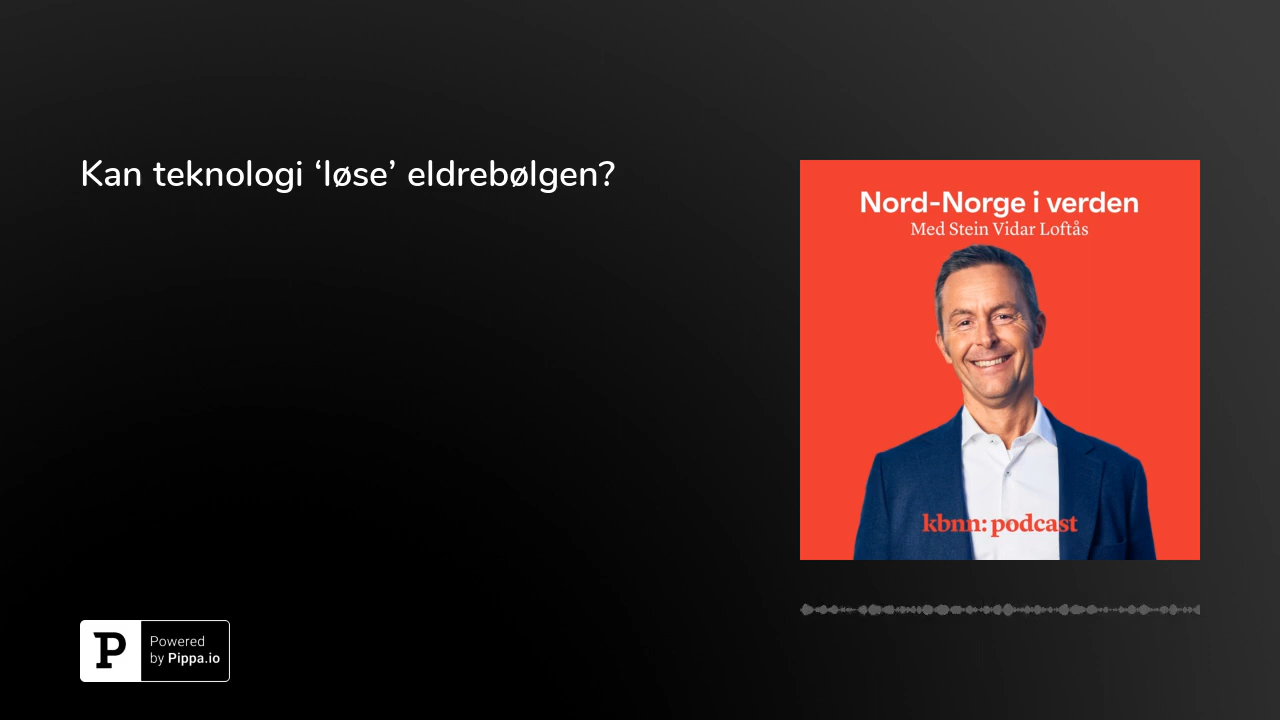 Kan teknologi ‘løse’ eldrebølgen?
Nord-Norge i verden
Med Stein Vidar Loftås
kbnn: podcast
P
Powered
by Pippa.io